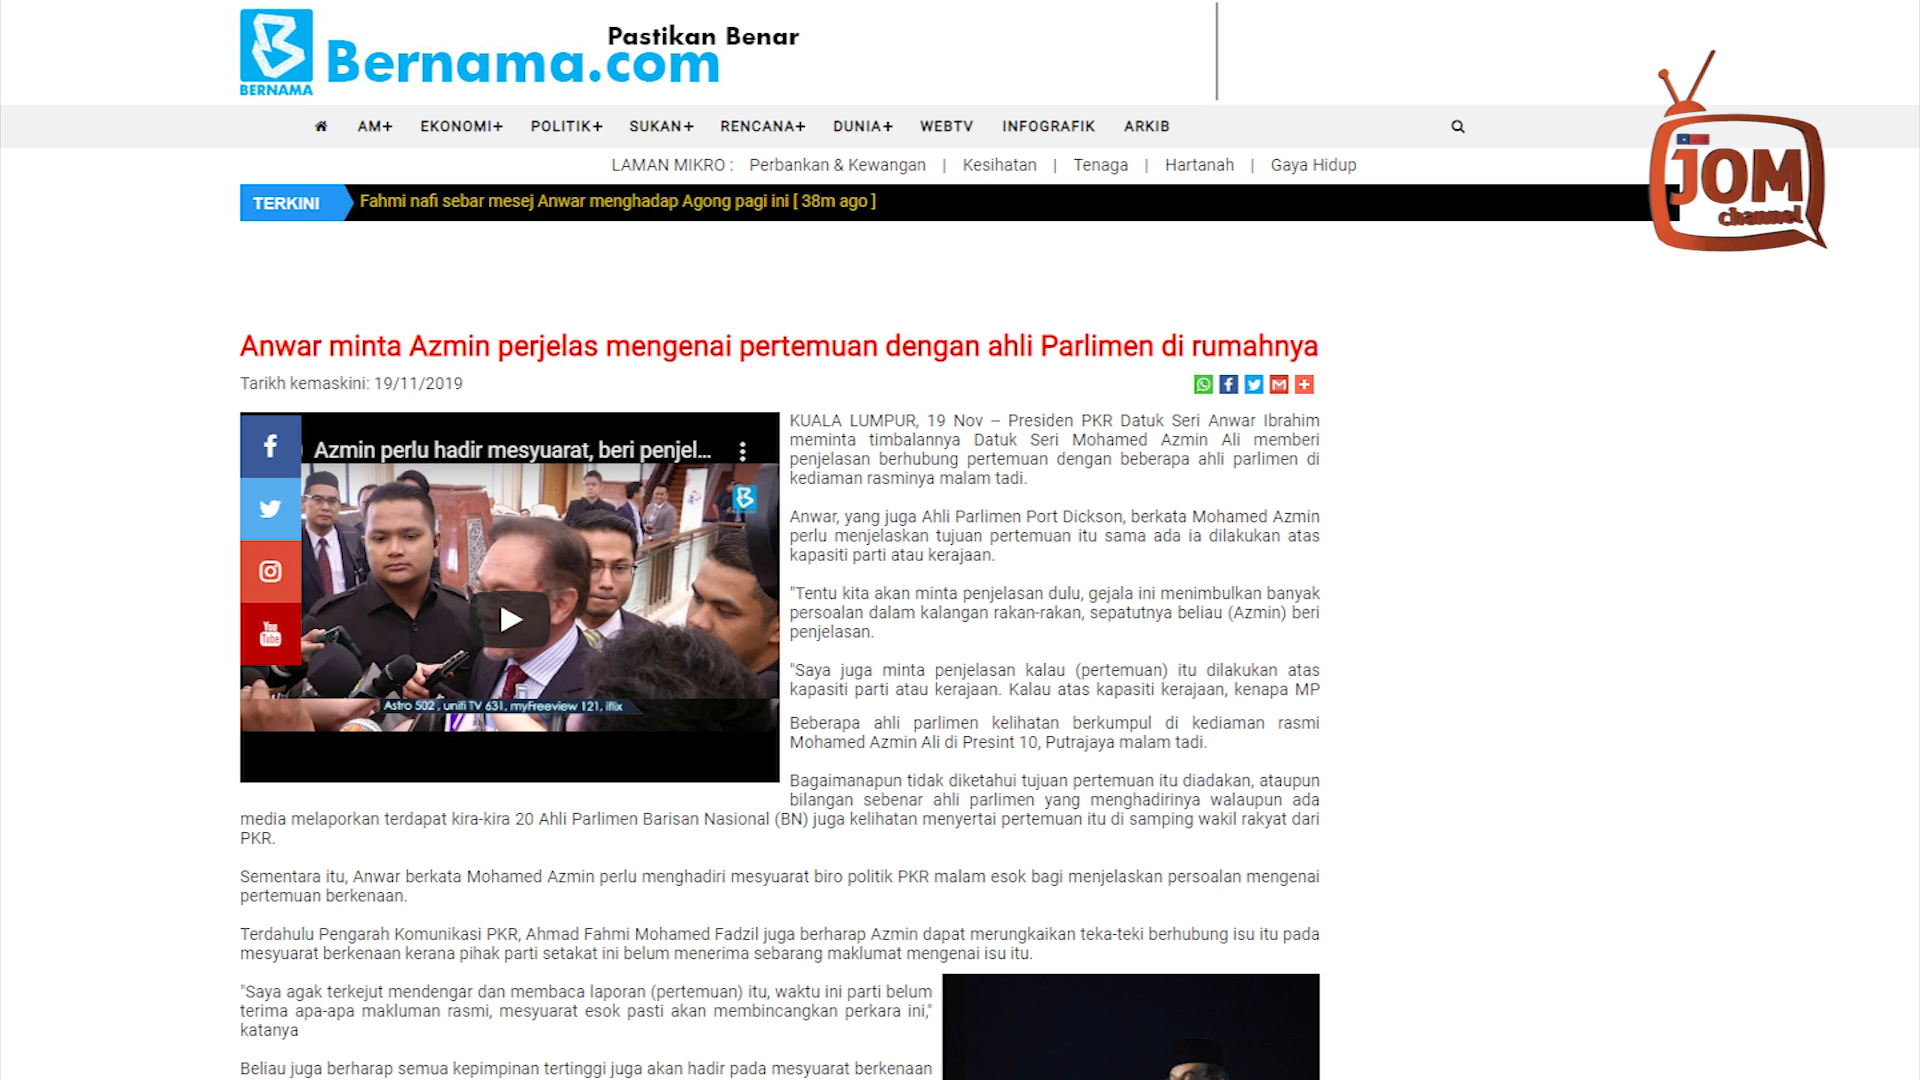 Pastikan Benar
Bernama.com
BERNAMA
AM+ EKONOMI+ POLITIK+ SUKAN+ RENCANA+ DUNIA+ WEBTV INFOGRAFIK ARKIB
JOM
channel
LAMAN MIKRO : Perbankan & Kewangan | Kesihatan | Tenaga | Hartanah | Gaya Hidup
TERKINI Fahmi nafi sebar mesej Anwar menghadap Agong pagi ini [ 38m ago ]
Anwar minta Azmin perjelas mengenai pertemuan dengan ahli Parlimen di rumahnya
Tarikh kemaskini: 19/11/2019
Azmin perlu hadir mesyuarat, beri penjel...
You
Tube
Astro 502 , unifi TV 631, myFreeview 121, iflix
KUALA LUMPUR, 19 Nov -- Presiden PKR Datuk Seri Anwar Ibrahim
meminta timbalannya Datuk Seri Mohamed Azmin Ali memberi
penjelasan berhubung pertemuan dengan beberapa ahli parlimen di
kediaman rasminya malam tadi.
Anwar, yang juga Ahli Parlimen Port Dickson, berkata Mohamed Azmin
perlu menjelaskan tujuan pertemuan itu sama ada ia dilakukan atas
kapasiti parti atau kerajaan.
"Tentu kita akan minta penjelasan dulu, gejala ini menimbulkan banyak
persoalan dalam kalangan rakan-rakan, sepatutnya beliau (Azmin) beri
penjelasan.
"Saya juga minta penjelasan kalau (pertemuan) itu dilakukan atas
kapasiti parti atau kerajaan. Kalau atas kapasiti kerajaan, kenapa MP
Beberapa ahli parlimen kelihatan berkumpul di kediaman rasmi
Mohamed Azmin Ali di Presint 10, Putrajaya malam tadi.
Bagaimanapun tidak diketahui tujuan pertemuan itu diadakan, ataupun
bilangan sebenar ahli parlimen yang menghadirinya walaupun ada
media melaporkan terdapat kira-kira 20 Ahli Parlimen Barisan Nasional (BN) juga kelihatan menyertai pertemuan itu di samping wakil rakyat dari
PKR.
Sementara itu, Anwar berkata Mohamed Azmin perlu menghadiri mesyuarat biro politik PKR malam esok bagi menjelaskan persoalan mengenai
pertemuan berkenaan.
Terdahulu Pengarah Komunikasi PKR, Ahmad Fahmi Mohamed Fadzil juga berharap Azmin dapat merungkaikan teka-teki berhubung isu itu pada
mesyuarat berkenaan kerana pihak parti setakat ini belum menerima sebarang maklumat mengenai isu itu.
"Saya agak terkejut mendengar dan membaca laporan (pertemuan) itu, waktu ini parti belum
terima apa-apa makluman rasmi, mesyuarat esok pasti akan membincangkan perkara ini,"
katanya
Beliau juga berharap semua kepimpinan tertinggi juga akan hadir pada mesyuarat berkenaan